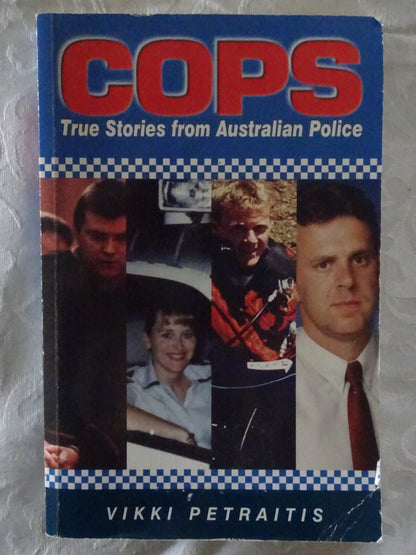 COPS
True Stories from Australian Police
VIKKI PETRAITIS